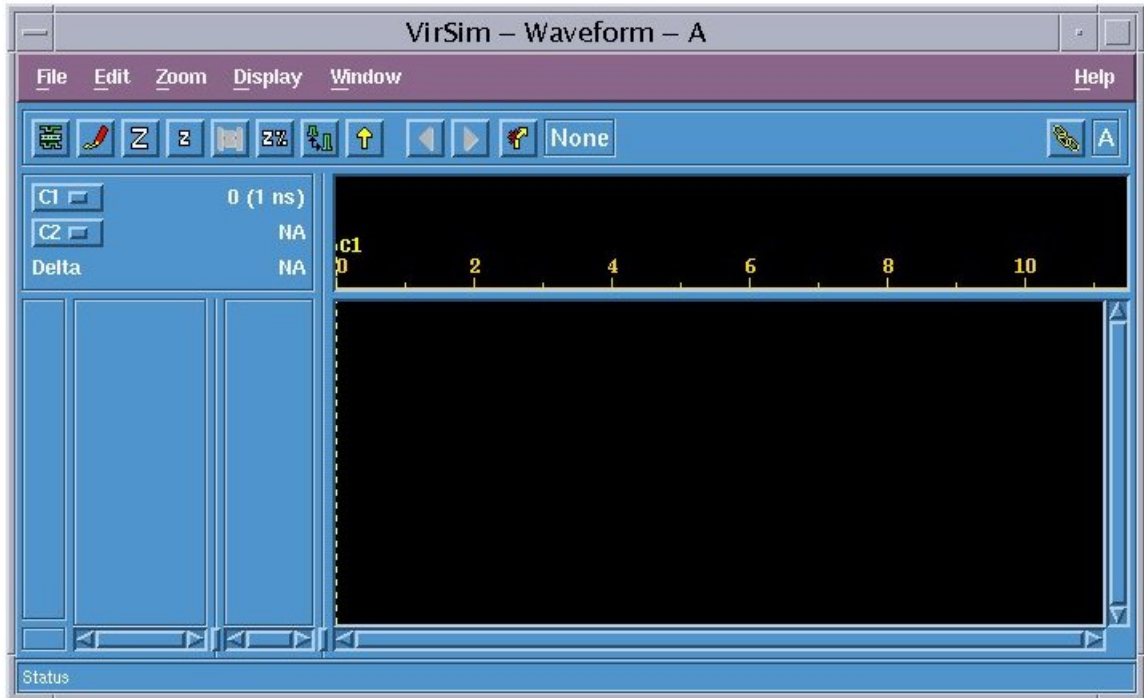 VirSim – Waveform – A
File Edit Zoom Display Window Help
Z z z% None A
C1 0 (1 ns)
C2 NA
Delta NA
c1
0 2 4 6 8 10
Status